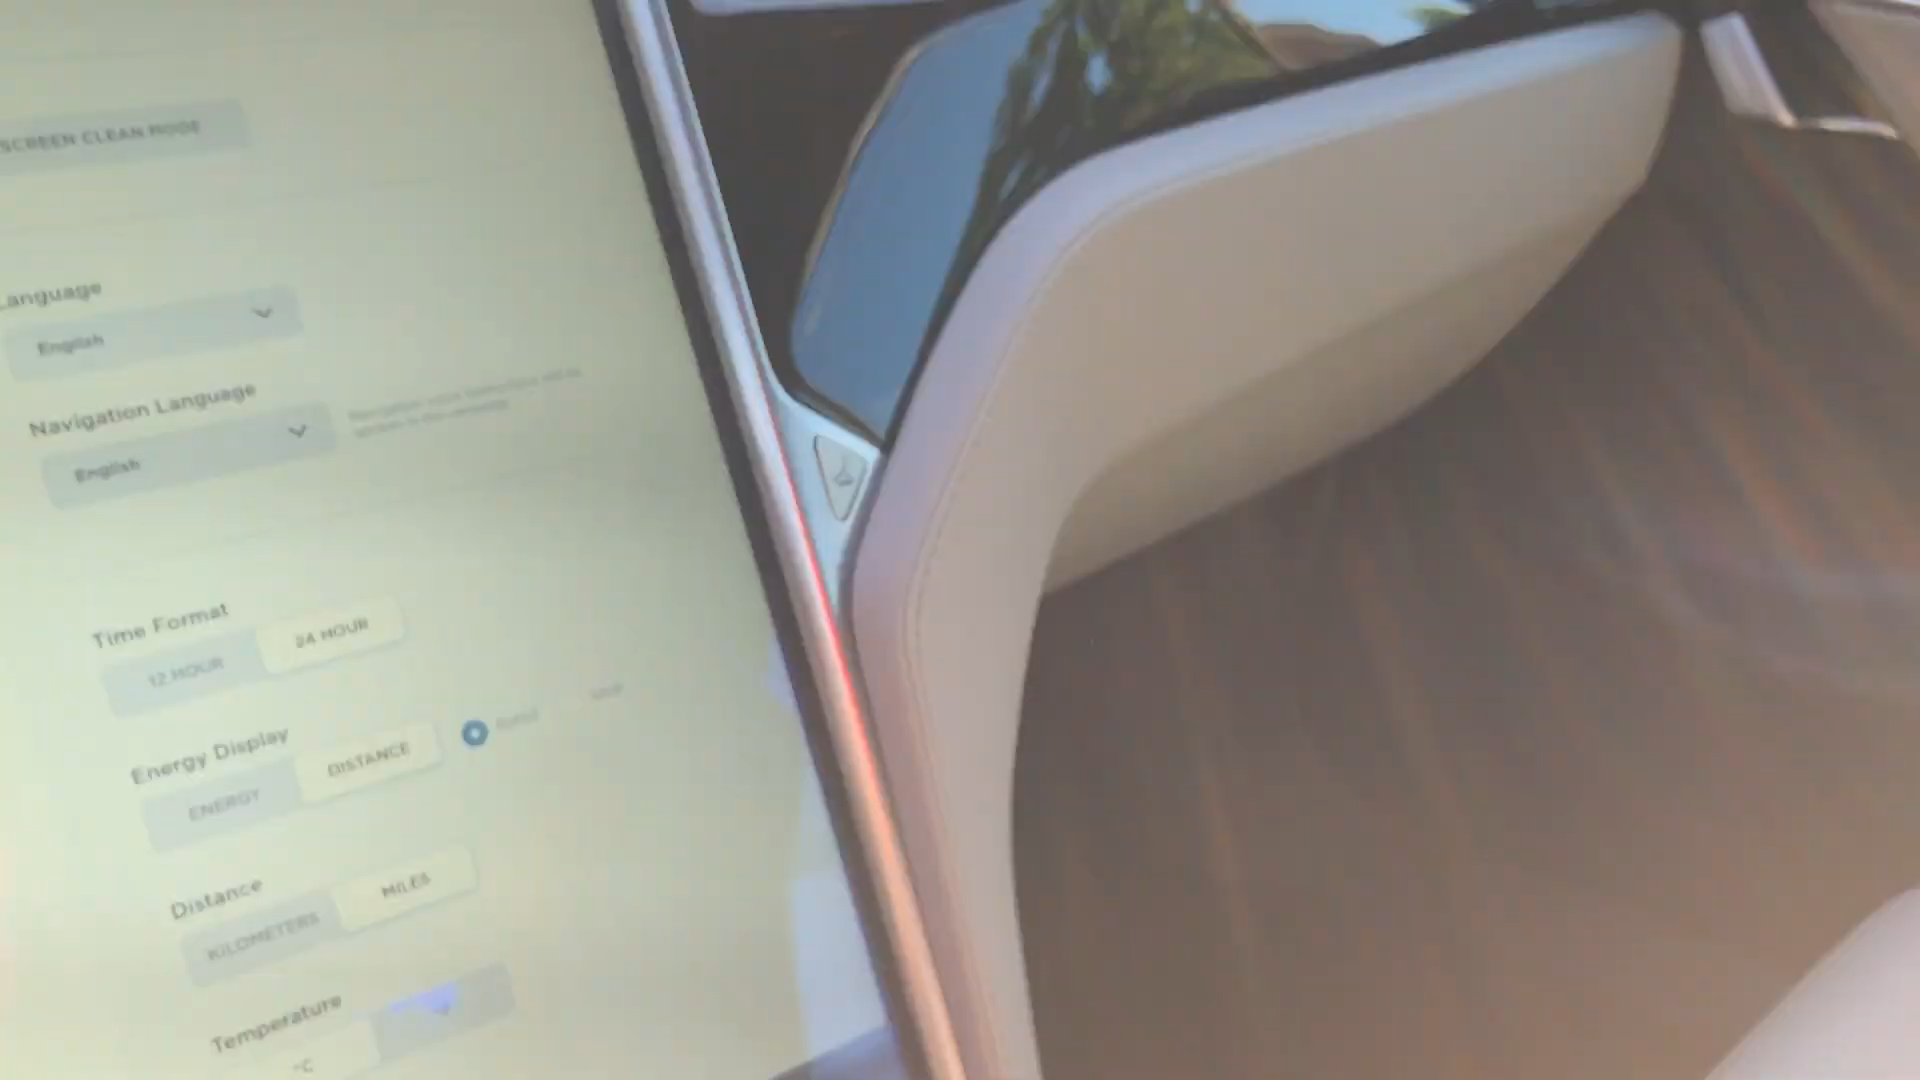 SCREEN CLEAN MODE
Language
English
Navigation Language
English
Time Format
12 HOUR
24 HOUR
Energy Display
ENERGY
DISTANCE
Distance
KILOMETERS
MILES
Temperature
°C